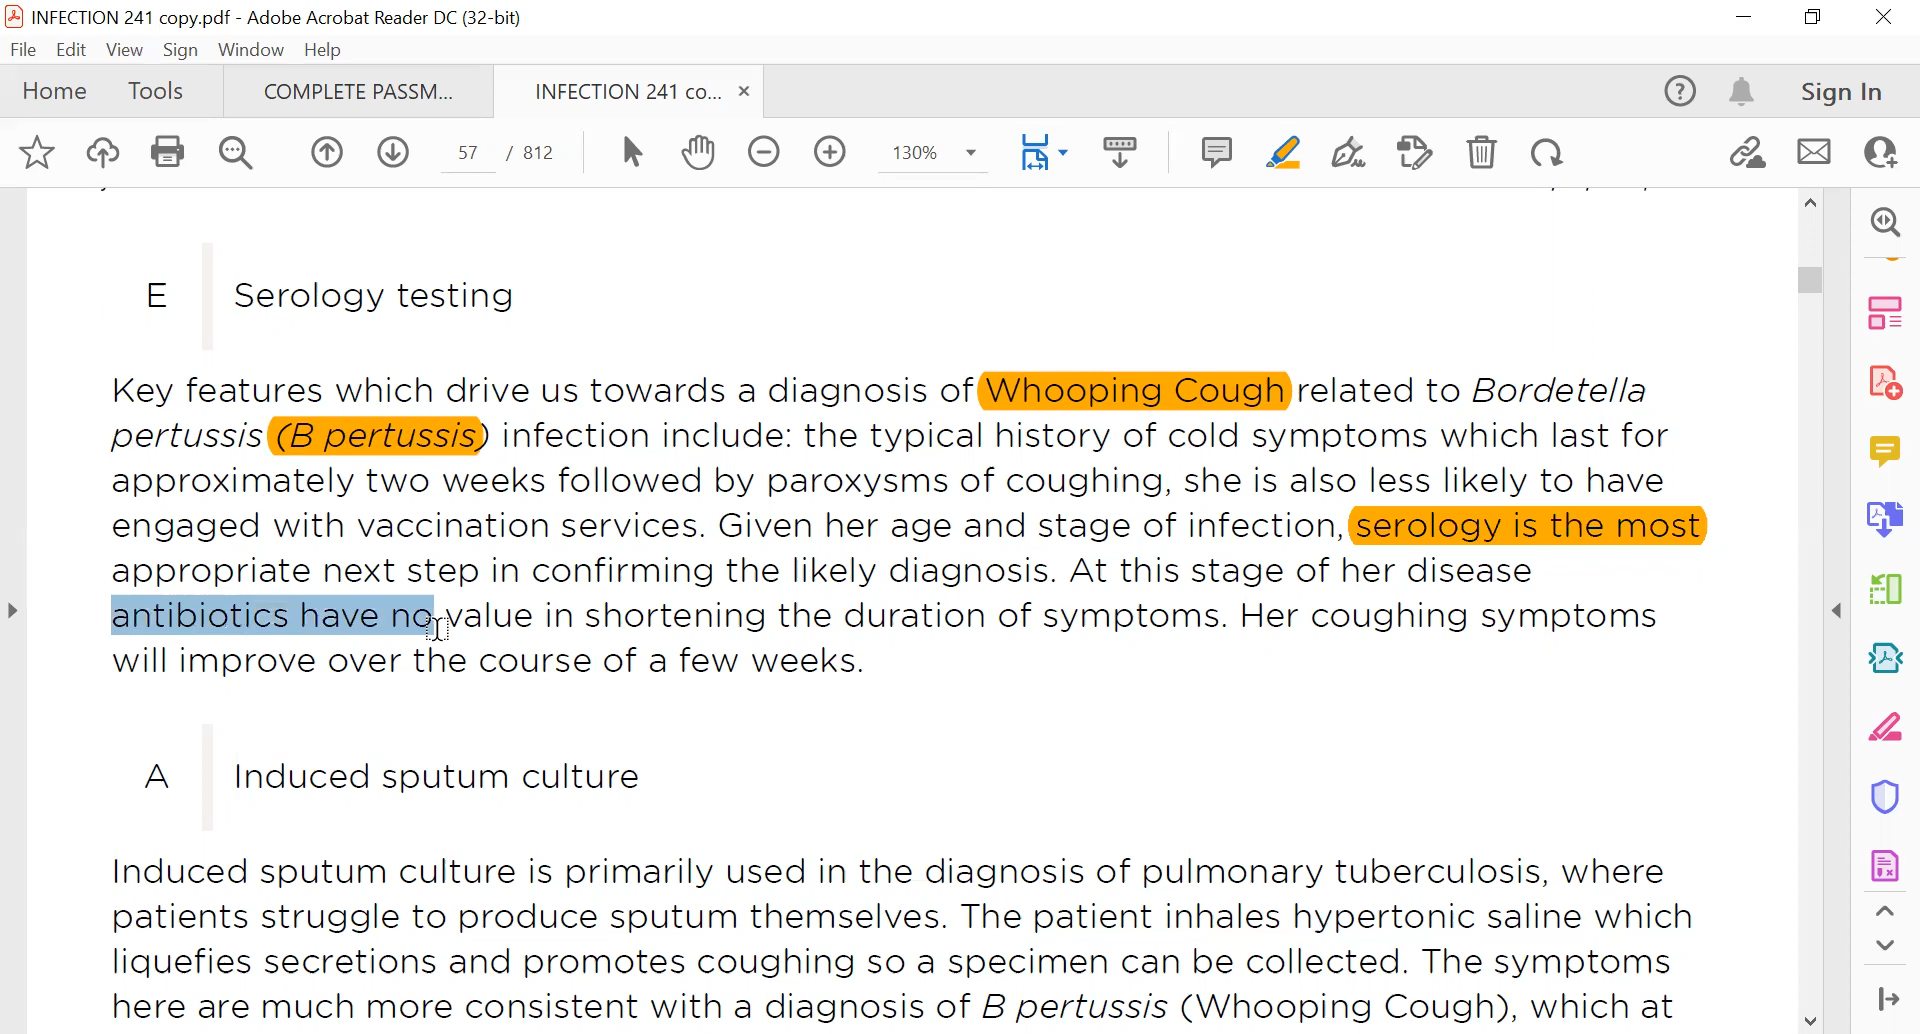 INFECTION 241 copy.pdf - Adobe Acrobat Reader DC (32-bit)
File Edit View Sign Window Help
Home Tools COMPLETE PASSM... INFECTION 241 co... × Sign In
57 / 812 130%
E Serology testing
Key features which drive us towards a diagnosis of Whooping Cough related to Bordetella
pertussis (B pertussis) infection include: the typical history of cold symptoms which last for
approximately two weeks followed by paroxysms of coughing, she is also less likely to have
engaged with vaccination services. Given her age and stage of infection, serology is the most
appropriate next step in confirming the likely diagnosis. At this stage of her disease
antibiotics have no value in shortening the duration of symptoms. Her coughing symptoms
will improve over the course of a few weeks.
A Induced sputum culture
Induced sputum culture is primarily used in the diagnosis of pulmonary tuberculosis, where
patients struggle to produce sputum themselves. The patient inhales hypertonic saline which
liquefies secretions and promotes coughing so a specimen can be collected. The symptoms
here are much more consistent with a diagnosis of B pertussis (Whooping Cough), which at